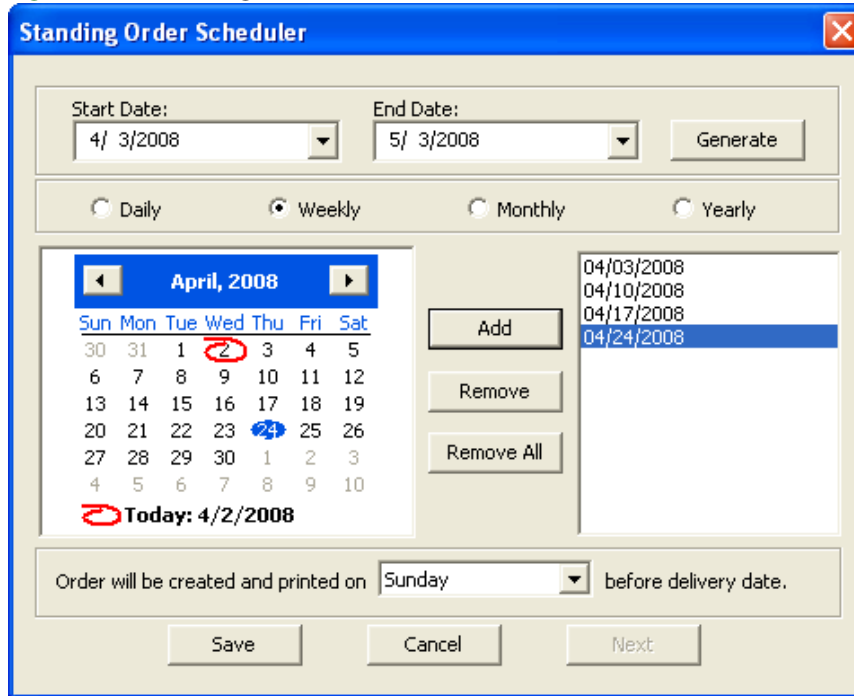 Standing Order Scheduler
Start Date: End Date:
4/ 3/2008 5/ 3/2008 Generate
Daily Weekly Monthly Yearly
April, 2008
Sun Mon Tue Wed Thu Fri Sat
30 31 1 2 3 4 5
6 7 8 9 10 11 12
13 14 15 16 17 18 19
20 21 22 23 24 25 26
27 28 29 30 1 2 3
4 5 6 7 8 9 10
Today: 4/2/2008
Add
Remove
Remove All
04/03/2008
04/10/2008
04/17/2008
04/24/2008
Order will be created and printed on Sunday before delivery date.
Save Cancel Next